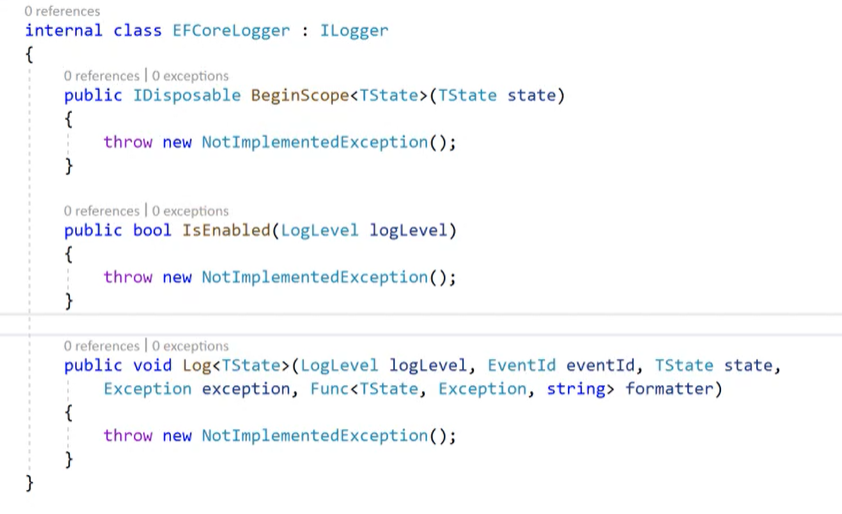 0 references
internal class EFCoreLogger : ILogger
{
0 references | 0 exceptions
public IDisposable BeginScope<TState>(TState state)
{
throw new NotImplementedException();
}
0 references | 0 exceptions
public bool IsEnabled(LogLevel logLevel)
{
throw new NotImplementedException();
}
0 references | 0 exceptions
public void Log<TState>(LogLevel logLevel, EventId eventId, TState state,
Exception exception, Func<TState, Exception, string> formatter)
{
throw new NotImplementedException();
}
}